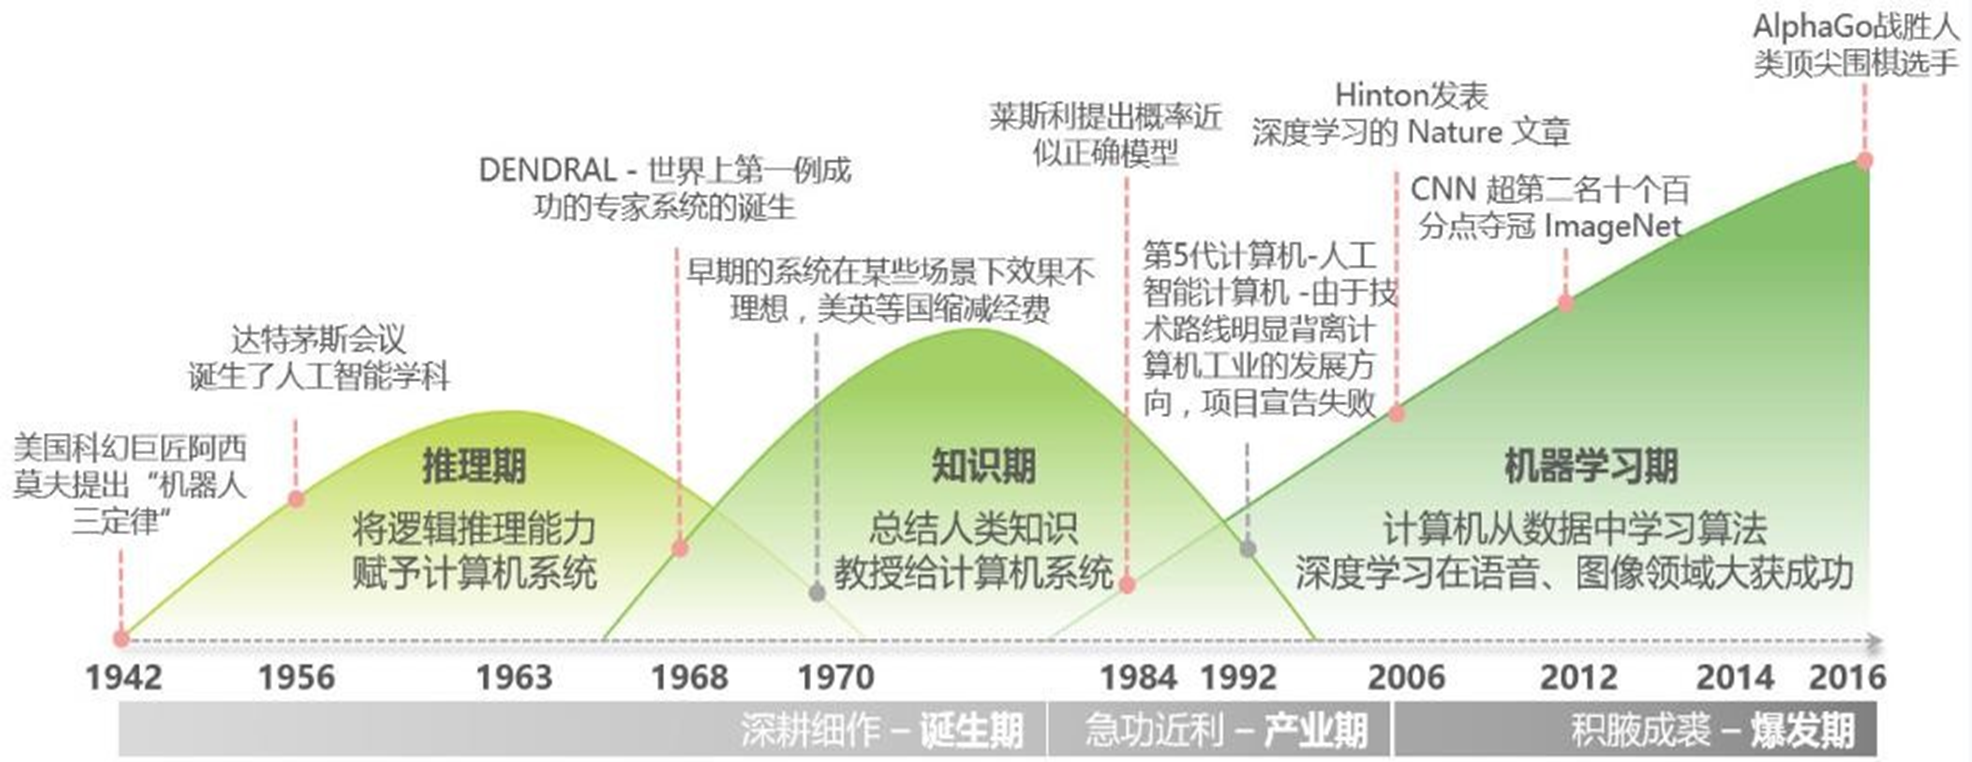 AlphaGo战胜人
类顶尖围棋选手
Hinton发表
深度学习的 Nature 文章
莱斯利提出概率近
似正确模型
DENDRAL - 世界上第一例成
功的专家系统的诞生
CNN 超第二名十个百
分点夺冠 ImageNet
第5代计算机-人工
智能计算机 -由于技
术路线明显背离计
算机工业的发展方
向，项目宣告失败
早期的系统在某些场景下效果不
理想，美英等国缩减经费
达特茅斯会议
诞生了人工智能学科
美国科幻巨匠阿西
莫夫提出“机器人
三定律”
推理期
将逻辑推理能力
赋予计算机系统
知识期
总结人类知识
教授给计算机系统
机器学习期
计算机从数据中学习算法
深度学习在语音、图像领域大获成功
1942 1956 1963 1968 1970 1984 1992 2006 2012 2014 2016
深耕细作 – 诞生期 急功近利 – 产业期 积腋成裘 – 爆发期